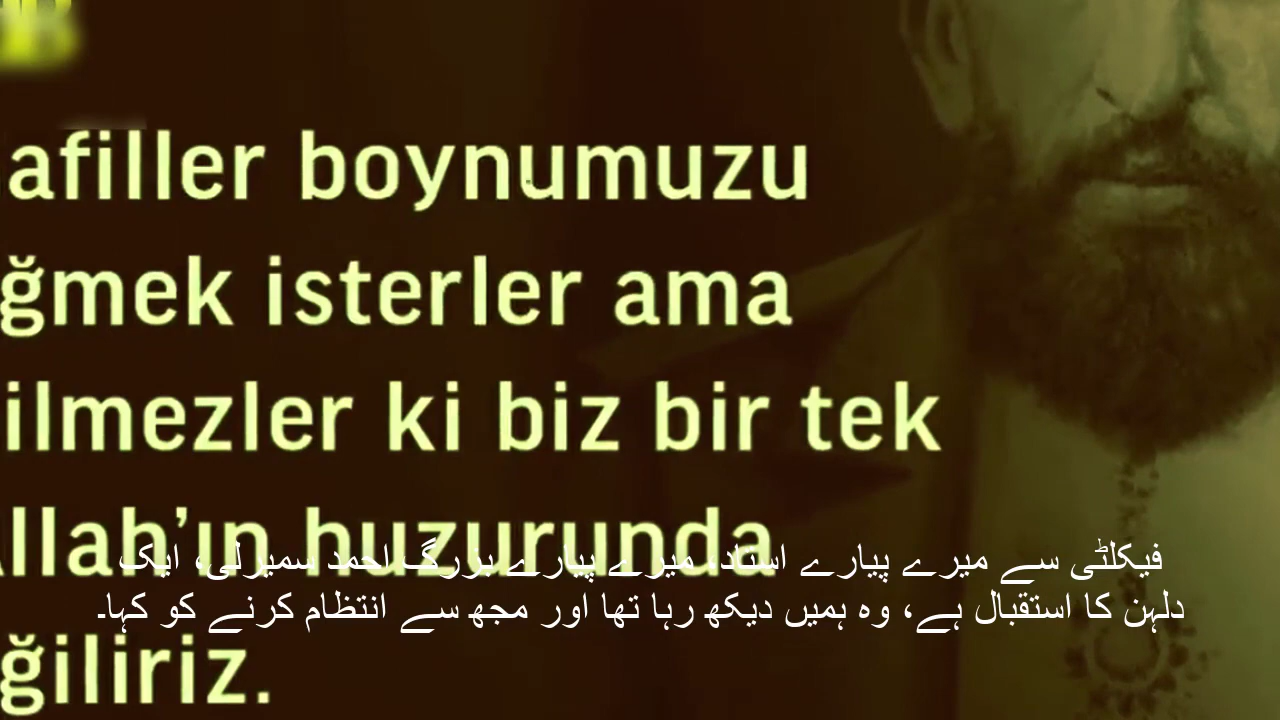 afiller boynumuzu
ğmek isterler ama
ilmezler ki biz bir tek
llah’ın huzurunda
ğiliriz.
فیکلٹی سے میرے پیارے استاد، میرے پیارے بزرگ احمد سمیرلی، ایک
دلہن کا استقبال ہے، وہ ہمیں دیکھ رہا تھا اور مجھ سے انتظام کرنے کو کہا۔